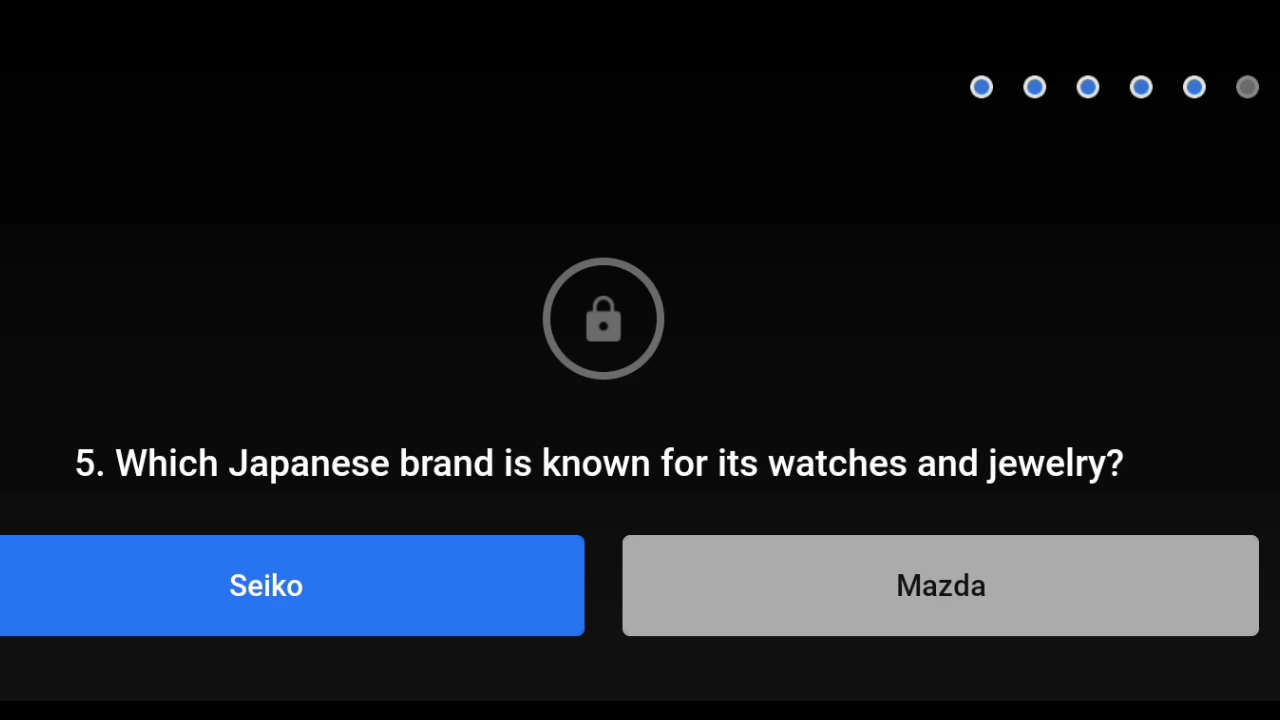 5. Which Japanese brand is known for its watches and jewelry?
Seiko
Mazda